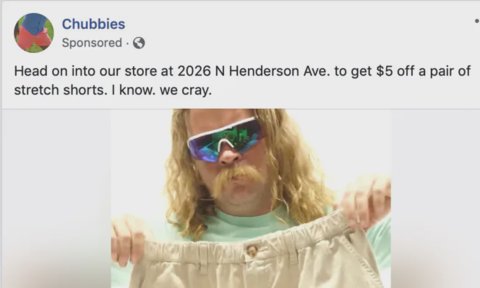 Chubbies
Sponsored ·
Head on into our store at 2026 N Henderson Ave. to get $5 off a pair of
stretch shorts. I know. we cray.